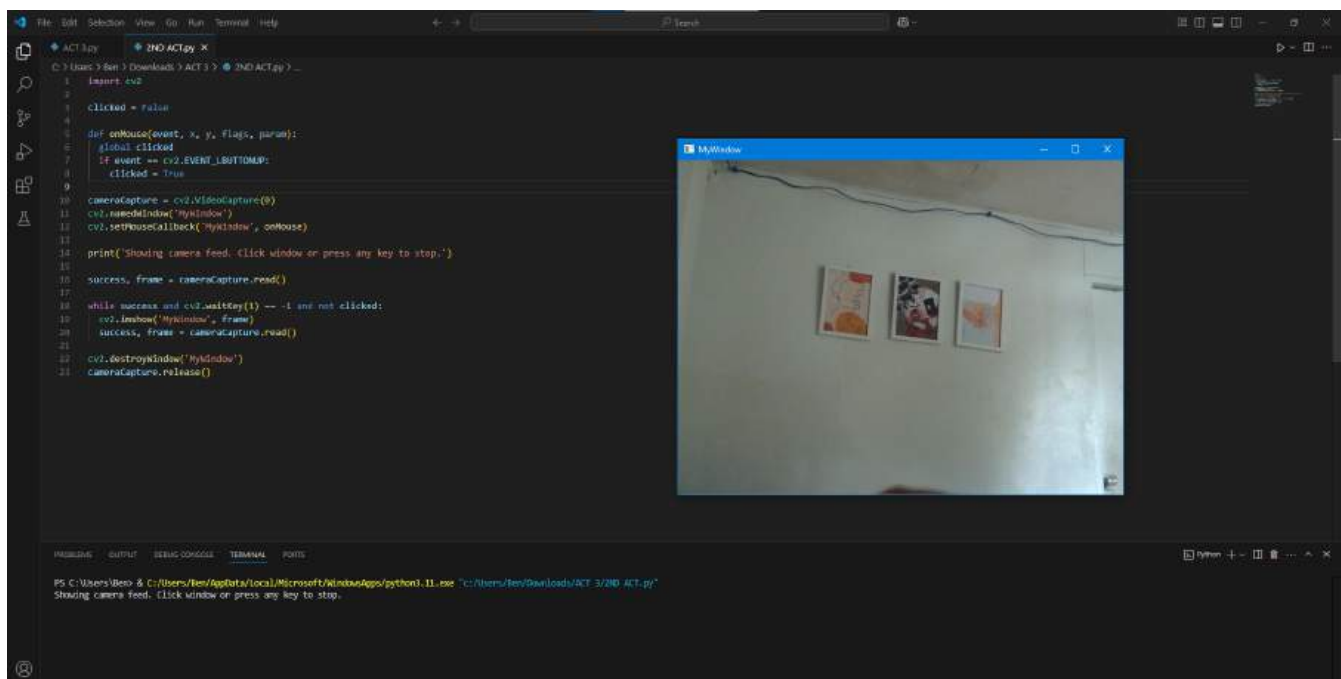 File Edit Selection View Go Run Terminal Help
Search
ACT 3.py 2ND ACT.py
C: > Users > Ben > Downloads > ACT 3 > 2ND ACT.py > ...
1 import cv2
2
3 clicked = False
4
5 def onMouse(event, x, y, flags, param):
6 global clicked
7 if event == cv2.EVENT_LBUTTONUP:
8 clicked = True
9
10 cameraCapture = cv2.VideoCapture(0)
11 cv2.namedWindow('MyWindow')
12 cv2.setMouseCallback('MyWindow', onMouse)
13
14 print('Showing camera feed. Click window or press any key to stop.')
15
16 success, frame = cameraCapture.read()
17
18 while success and cv2.waitKey(1) == -1 and not clicked:
19 cv2.imshow('MyWindow', frame)
20 success, frame = cameraCapture.read()
21
22 cv2.destroyWindow('MyWindow')
23 cameraCapture.release()
MyWindow
PROBLEMS OUTPUT DEBUG CONSOLE TERMINAL PORTS
Python
PS C:\Users\Ben> & C:/Users/Ben/AppData/Local/Microsoft/WindowsApps/python3.11.exe "c:/Users/Ben/Downloads/ACT 3/2ND ACT.py"
Showing camera feed. Click window or press any key to stop.